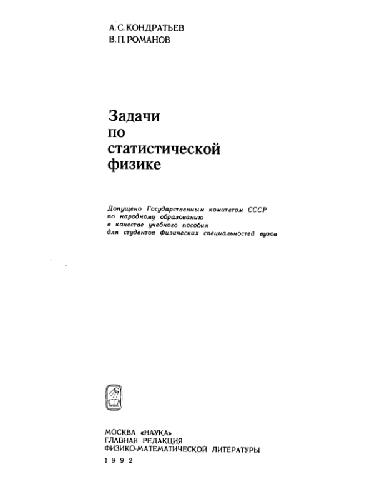 А. С. КОНДРАТЬЕВ
В. П. РОМАНОВ
Задачи
по
статистической
физике
Допущено Государственным комитетом СССР
по народному образованию
в качестве учебного пособия
для студентов физических специальностей вузов
МОСКВА «НАУКА»
ГЛАВНАЯ РЕДАКЦИЯ
ФИЗИКО-МАТЕМАТИЧЕСКОЙ ЛИТЕРАТУРЫ
1992